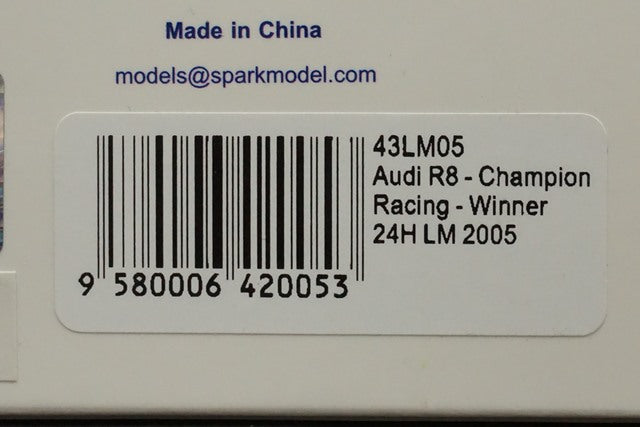 Made in China
models@sparkmodel.com
43LM05
Audi R8 - Champion
Racing - Winner
24H LM 2005
9 580006 420053